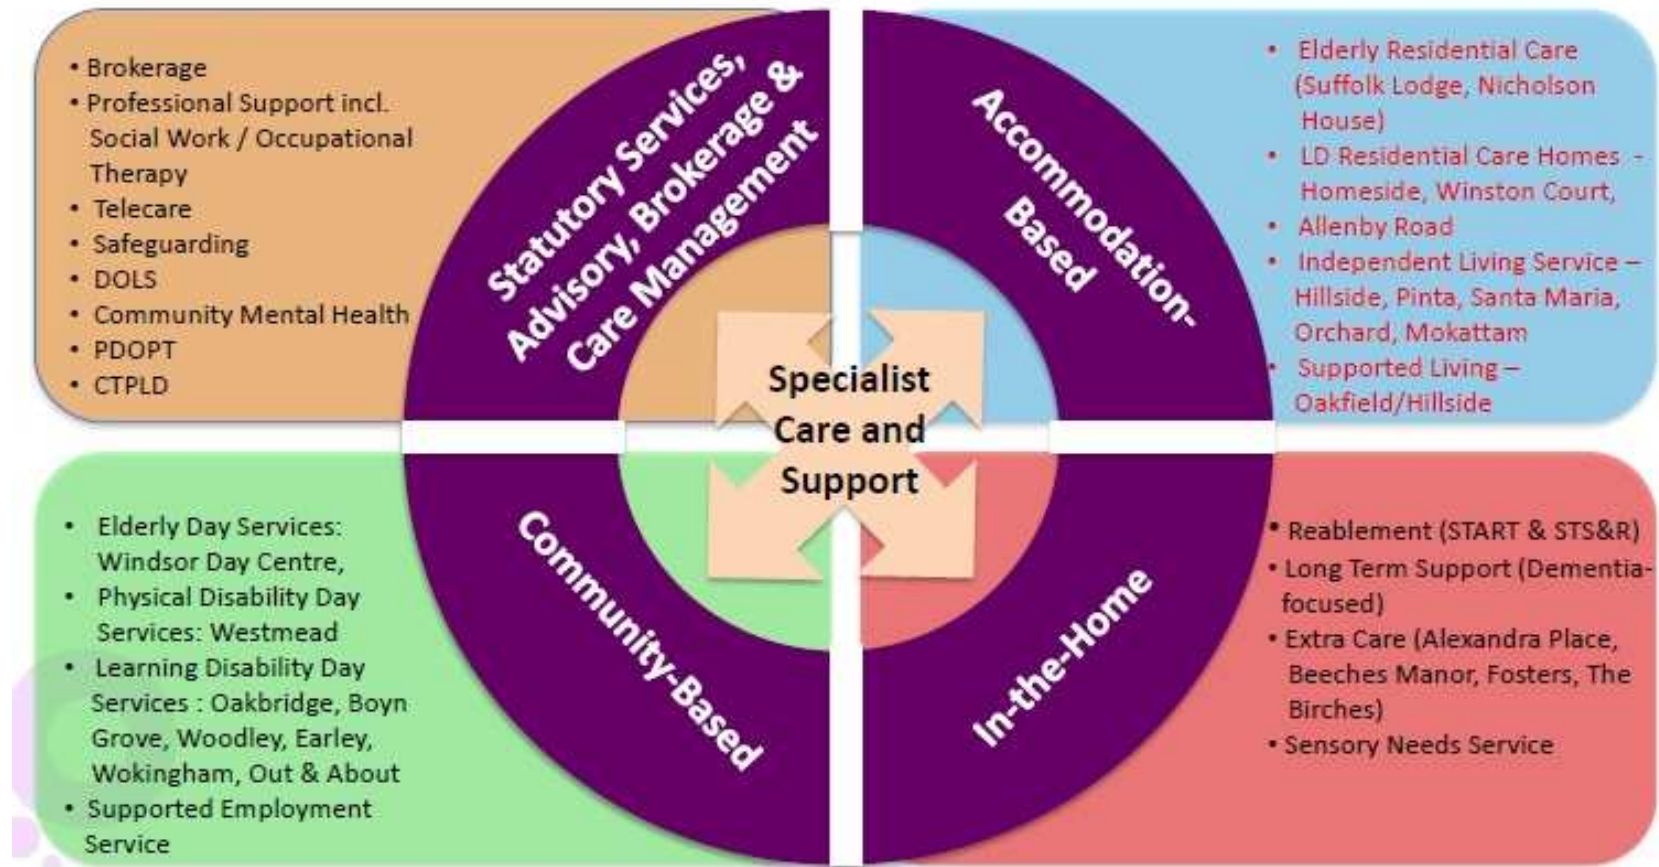 • Brokerage
• Professional Support incl.
Social Work / Occupational
Therapy
• Telecare
• Safeguarding
• DOLS
• Community Mental Health
• PDOPT
• CTPLD
Statutory Services,
Advisory, Brokerage &
Care Management
Accommodation-
Based
• Elderly Residential Care
(Suffolk Lodge, Nicholson
House)
• LD Residential Care Homes -
Homeside, Winston Court,
• Allenby Road
• Independent Living Service –
Hillside, Pinta, Santa Maria,
Orchard, Mokattam
• Supported Living –
Oakfield/Hillside
Specialist
Care and
Support
• Elderly Day Services:
Windsor Day Centre,
• Physical Disability Day
Services: Westmead
• Learning Disability Day
Services : Oakbridge, Boyn
Grove, Woodley, Earley,
Wokingham, Out & About
• Supported Employment
Service
Community-Based
In-the-Home
• Reablement (START & STS&R)
• Long Term Support (Dementia-
focused)
• Extra Care (Alexandra Place,
Beeches Manor, Fosters, The
Birches)
• Sensory Needs Service